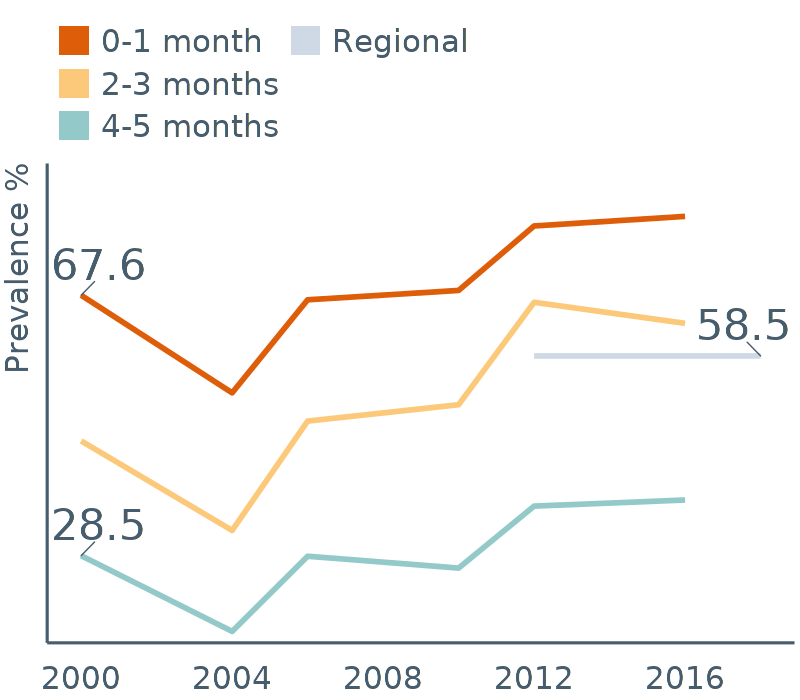 0-1 month
Regional
2-3 months
4-5 months
Prevalence %
67.6
58.5
28.5
2000 2004 2008 2012 2016